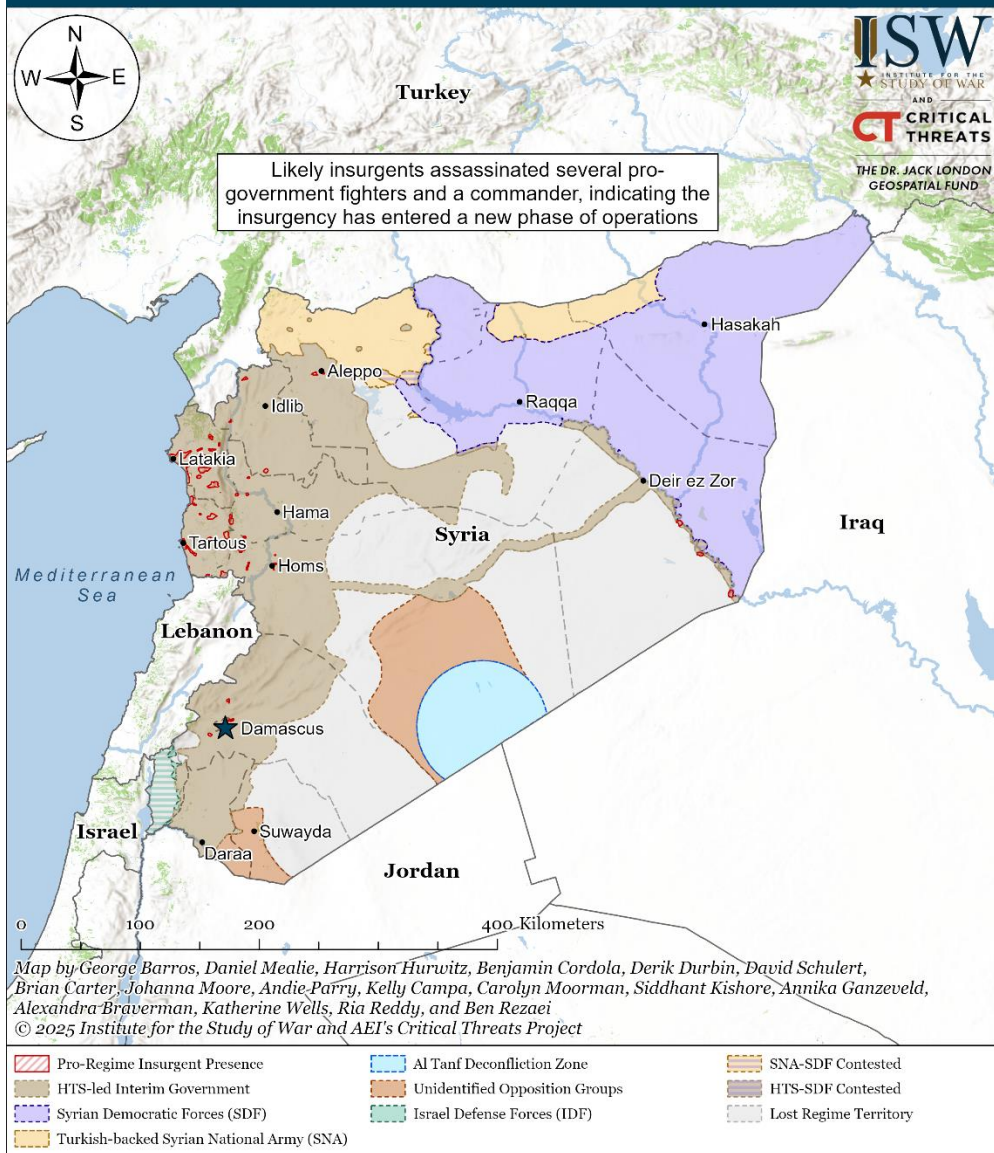 N
W E
S
ISW
INSTITUTE FOR THE
STUDY OF WAR
AND
CT CRITICAL
THREATS
THE DR. JACK LONDON
GEOSPATIAL FUND
Turkey
Likely insurgents assassinated several pro-
government fighters and a commander, indicating the
insurgency has entered a new phase of operations
Hasakah
Aleppo
Raqqa
Idlib
Latakia
Deir ez Zor
Hama
Iraq
Syria
Tartous
Homs
Mediterranean
Sea
Lebanon
Damascus
Israel
Suwayda
Daraa
Jordan
0 100 200 400 Kilometers
Map by George Barros, Daniel Mealie, Harrison Hurwitz, Benjamin Cordola, Derik Durbin, David Schulert,
Brian Carter, Johanna Moore, Andie Parry, Kelly Campa, Carolyn Moorman, Siddhant Kishore, Annika Ganzeveld,
Alexandra Braverman, Katherine Wells, Ria Reddy, and Ben Rezaei
© 2025 Institute for the Study of War and AEI's Critical Threats Project
Pro-Regime Insurgent Presence
HTS-led Interim Government
Syrian Democratic Forces (SDF)
Turkish-backed Syrian National Army (SNA)
Al Tanf Deconfliction Zone
Unidentified Opposition Groups
Israel Defense Forces (IDF)
SNA-SDF Contested
HTS-SDF Contested
Lost Regime Territory